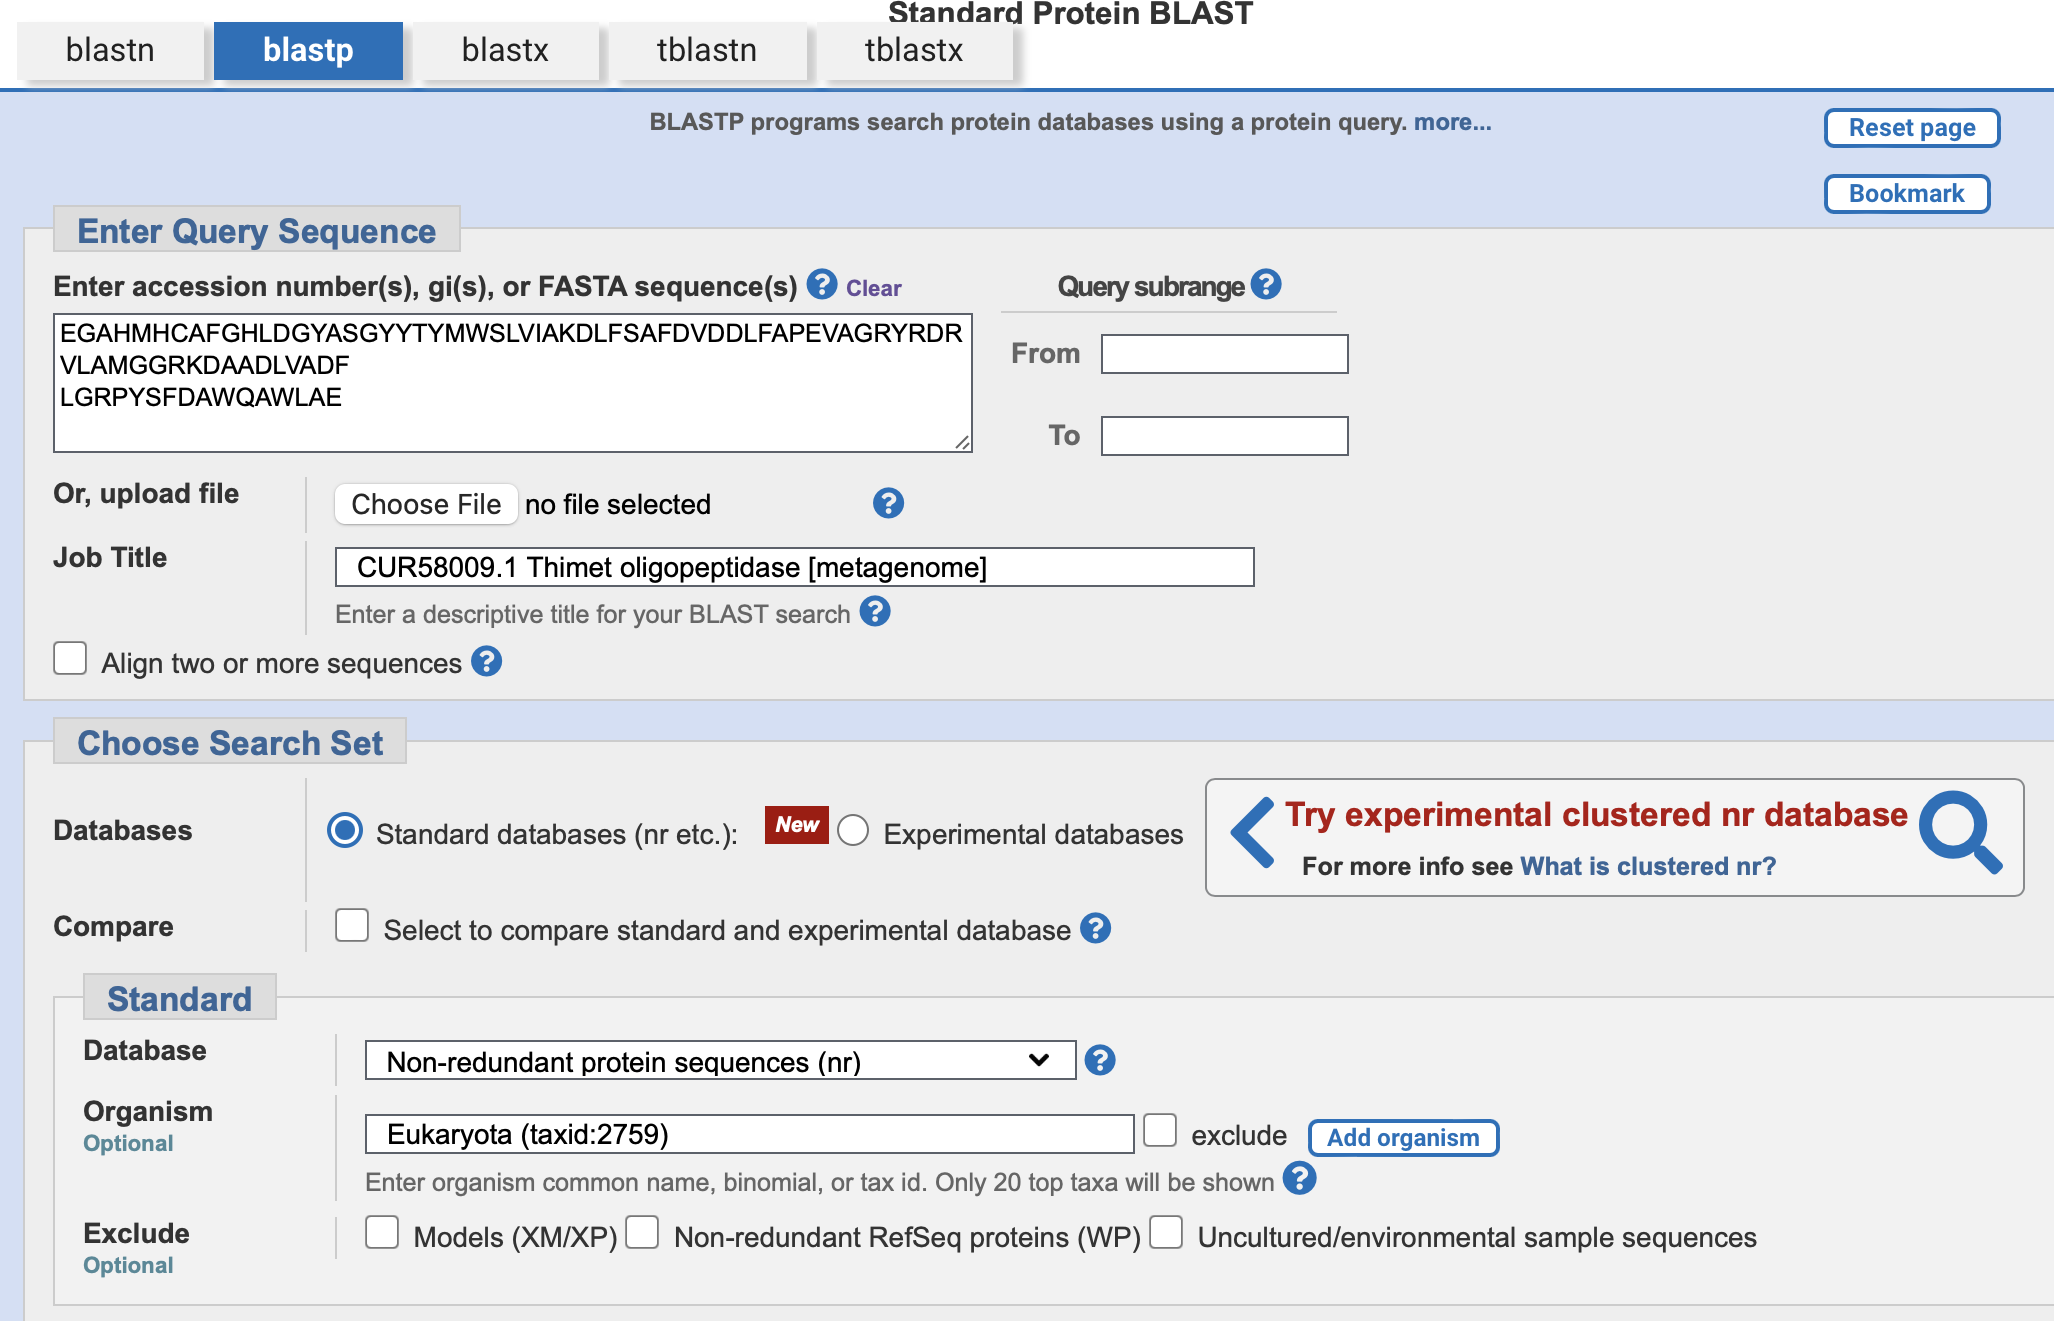 Standard Protein BLAST
blastn
blastp
blastx
tblastn
tblastx
BLASTP programs search protein databases using a protein query. more...
Reset page
Bookmark
Enter Query Sequence
Enter accession number(s), gi(s), or FASTA sequence(s) ? Clear
Query subrange ?
EGAHMHCAFGHLDGYASGYYTYMWSLVIAKDLFSAFDVDDLFAPEVAGRYRDR
VLAMGGRKDAADLVADF
LGRPYSFDAWQAWLAE
From
To
Or, upload file
Choose File no file selected ?
Job Title
CUR58009.1 Thimet oligopeptidase [metagenome]
Enter a descriptive title for your BLAST search ?
Align two or more sequences ?
Choose Search Set
Databases
Standard databases (nr etc.): New Experimental databases
Try experimental clustered nr database
For more info see What is clustered nr?
Compare
Select to compare standard and experimental database ?
Standard
Database
Non-redundant protein sequences (nr) ?
Organism
Optional
Eukaryota (taxid:2759) exclude Add organism
Enter organism common name, binomial, or tax id. Only 20 top taxa will be shown ?
Exclude
Optional
Models (XM/XP) Non-redundant RefSeq proteins (WP) Uncultured/environmental sample sequences